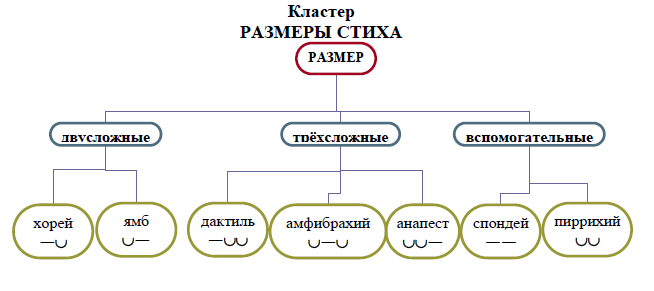 Кластер
РАЗМЕРЫ СТИХА
РАЗМЕР
двусложные
трёхсложные
вспомогательные
хорей
—∪
ямб
∪—
дактиль
—∪∪
амфибрахий
∪—∪
анапест
∪∪—
спондей
— —
пиррихий
∪∪